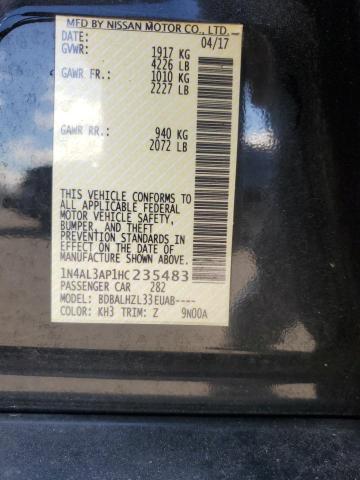 MFD BY NISSAN MOTOR CO., LTD.
DATE: 04/17
GVWR: 1917 KG
4226 LB
GAWR FR.: 1010 KG
2227 LB
GAWR RR.: 940 KG
2072 LB
THIS VEHICLE CONFORMS TO
ALL APPLICABLE FEDERAL
MOTOR VEHICLE SAFETY,
BUMPER, AND THEFT
PREVENTION STANDARDS IN
EFFECT ON THE DATE OF
MANUFACTURE SHOWN ABOVE.
1N4AL3AP1HC235483
PASSENGER CAR 282
MODEL: BDBALHZL33EUAB----
COLOR: KH3 TRIM: Z 9N00A